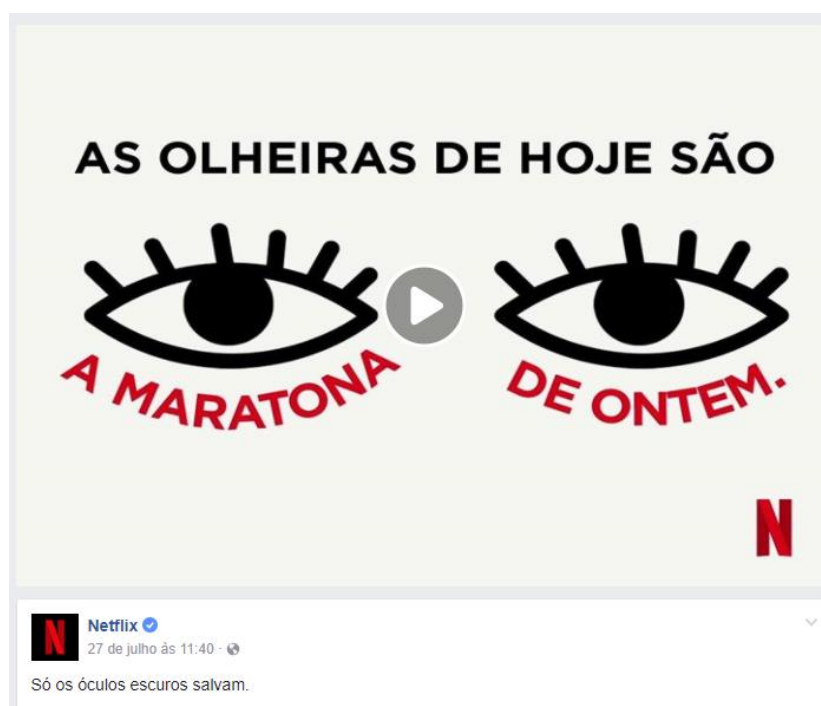 AS OLHEIRAS DE HOJE SÃO
A MARATONA DE ONTEM.
N
N Netflix
27 de julho às 11:40 ·
Só os óculos escuros salvam.